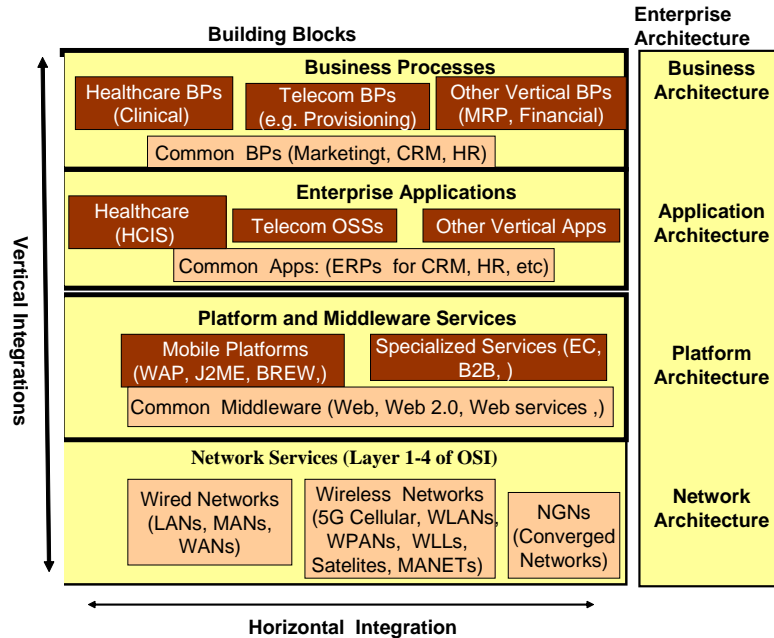 Building Blocks
Enterprise
Architecture
Business Processes
Healthcare BPs
(Clinical)
Telecom BPs
(e.g. Provisioning)
Other Vertical BPs
(MRP, Financial)
Common BPs (Marketingt, CRM, HR)
Business
Architecture
Enterprise Applications
Healthcare
(HCIS)
Telecom OSSs
Other Vertical Apps
Common Apps: (ERPs for CRM, HR, etc)
Application
Architecture
Platform and Middleware Services
Mobile Platforms
(WAP, J2ME, BREW,)
Specialized Services (EC,
B2B, )
Common Middleware (Web, Web 2.0, Web services ,)
Platform
Architecture
Network Services (Layer 1-4 of OSI)
Wired Networks
(LANs, MANs,
WANs)
Wireless Networks
(5G Cellular, WLANs,
WPANs, WLLs,
Satelites, MANETs)
NGNs
(Converged
Networks)
Network
Architecture
Vertical
Integrations
Horizontal Integration